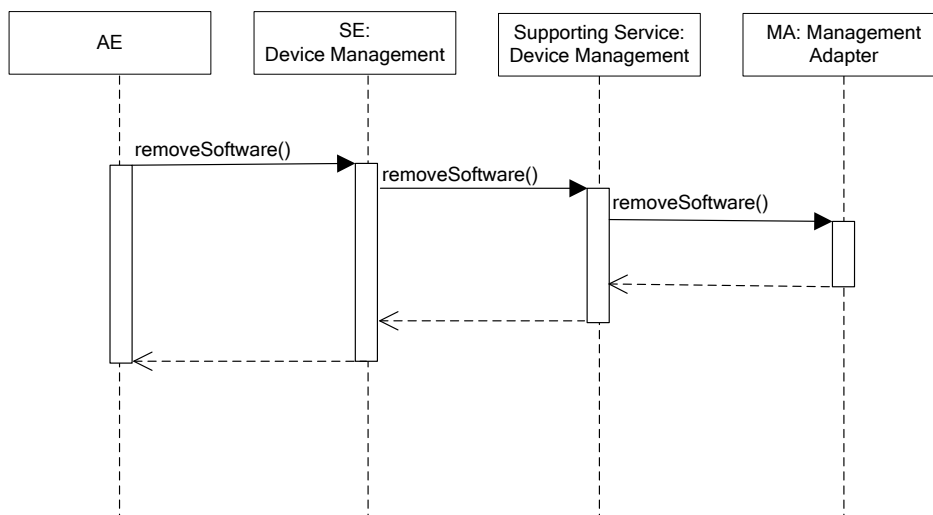 AE
SE:
Device Management
Supporting Service:
Device Management
MA: Management
Adapter
removeSoftware()
removeSoftware()
removeSoftware()